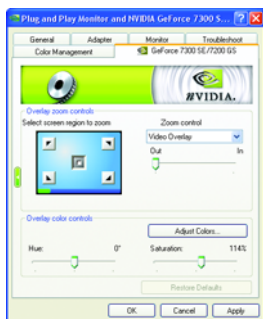 Plug and Play Monitor and NVIDIA GeForce 7300 S...
General Adapter Monitor Troubleshoot
Color Management GeForce 7300 SE/7200 GS
NVIDIA.
Overlay zoom controls
Select screen region to zoom
Zoom control
Video Overlay
Out In
Overlay color controls
Adjust Colors...
Hue: 0° Saturation: 114%
Restore Defaults
OK Cancel Apply